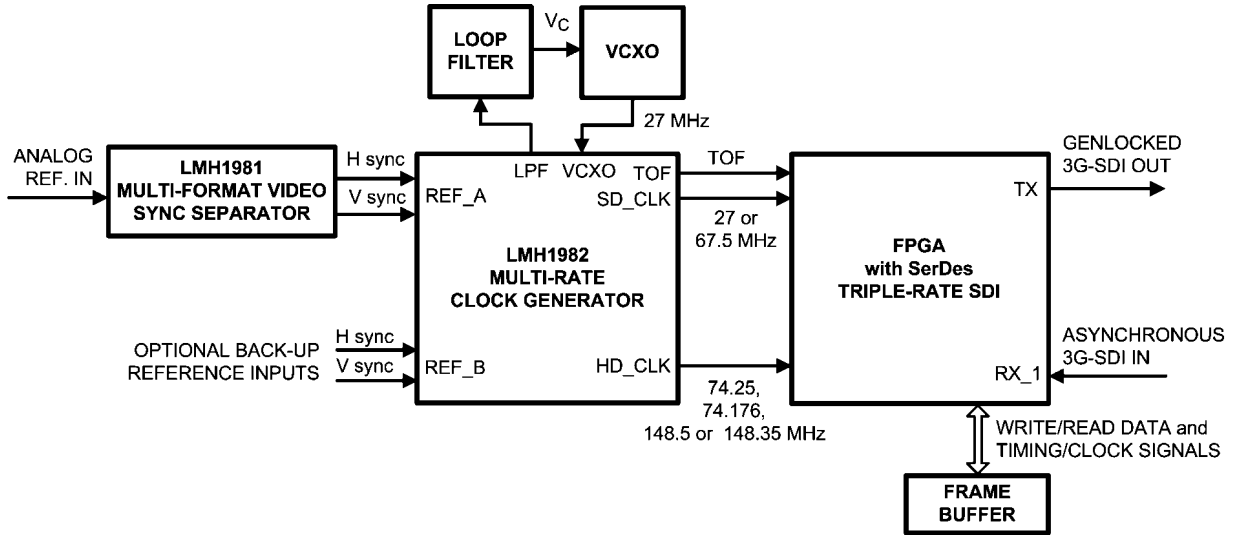 LOOP
FILTER
VC
VCXO
27 MHz
ANALOG
REF. IN
LMH1981
MULTI-FORMAT VIDEO
SYNC SEPARATOR
H sync
V sync
LPF
VCXO
REF_A
TOF
SD_CLK
LMH1982
MULTI-RATE
CLOCK GENERATOR
OPTIONAL BACK-UP
REFERENCE INPUTS
H sync
V sync
REF_B
HD_CLK
TOF
27 or
67.5 MHz
74.25,
74.176,
148.5 or 148.35 MHz
FPGA
with SerDes
TRIPLE-RATE SDI
TX
GENLOCKED
3G-SDI OUT
RX_1
ASYNCHRONOUS
3G-SDI IN
WRITE/READ DATA and
TIMING/CLOCK SIGNALS
FRAME
BUFFER